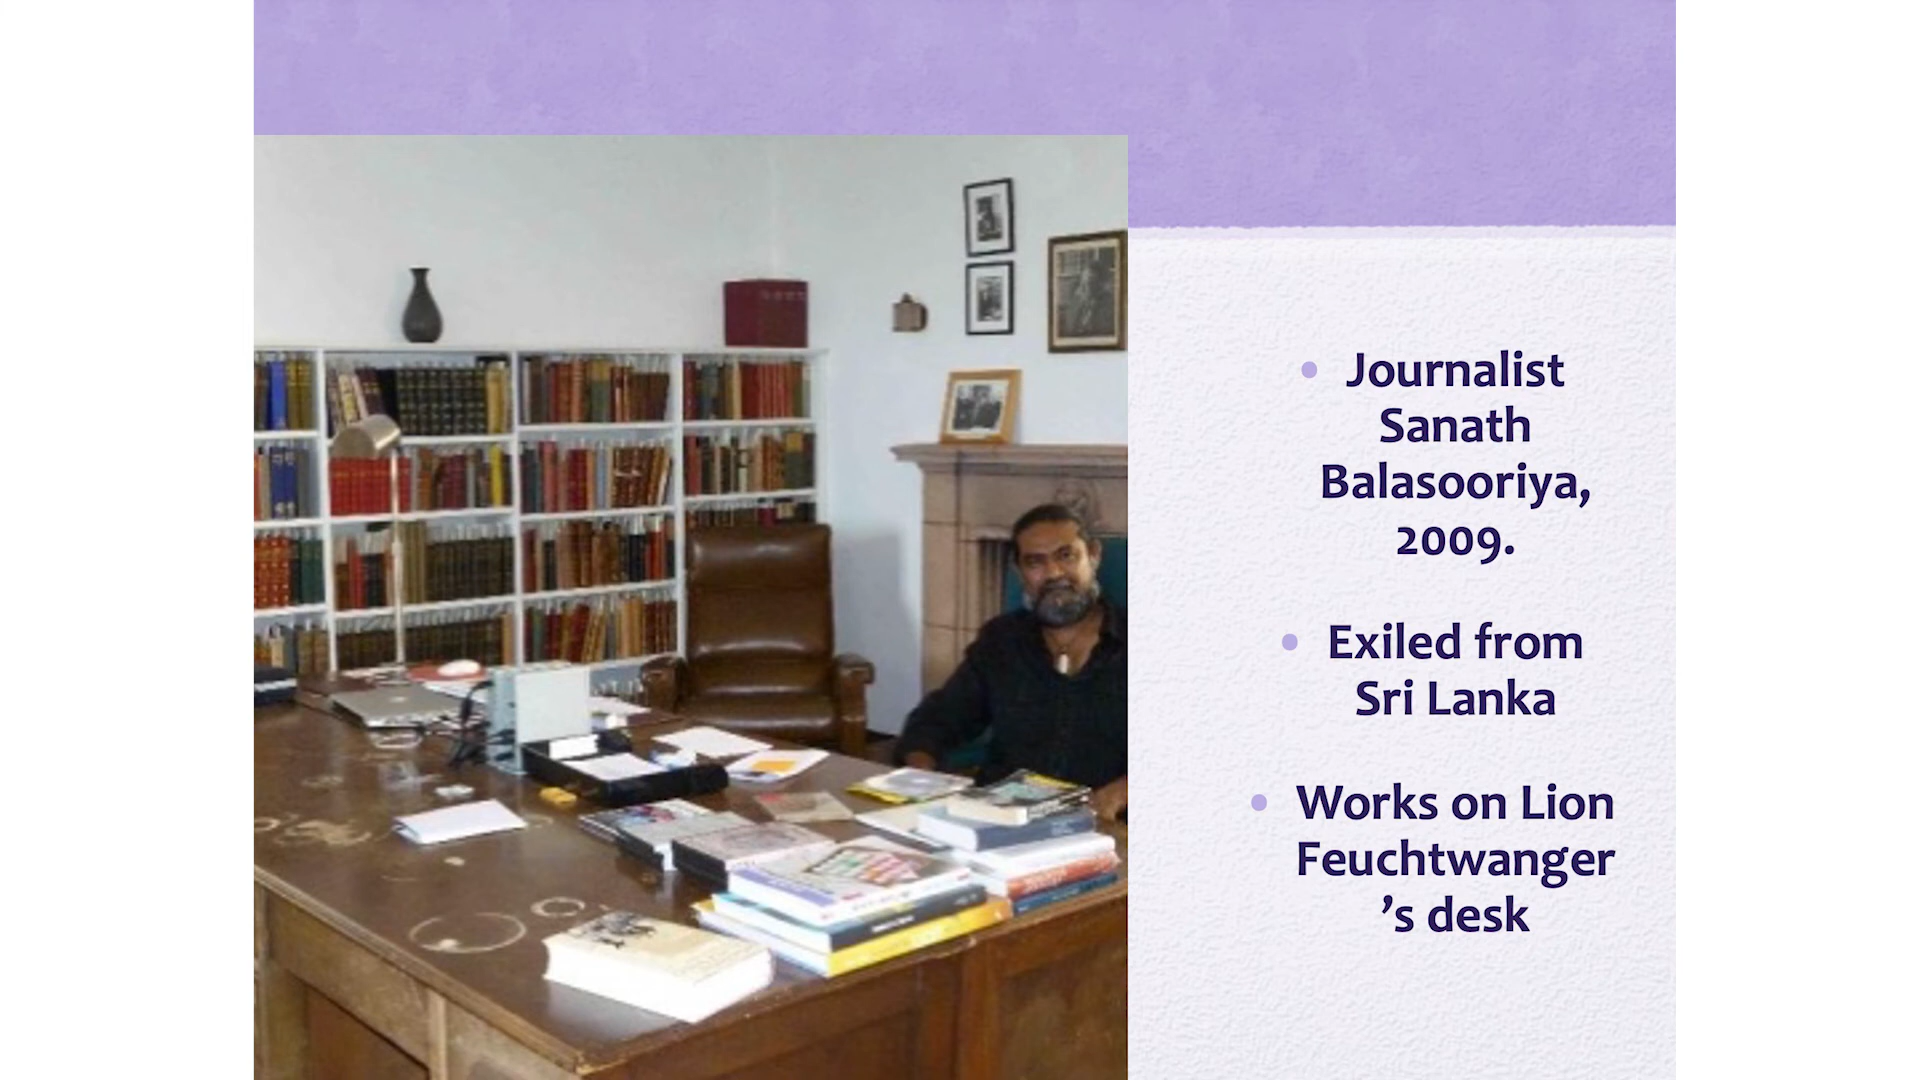 Journalist
Sanath
Balasooriya,
2009.
Exiled from
Sri Lanka
Works on Lion
Feuchtwanger
’s desk